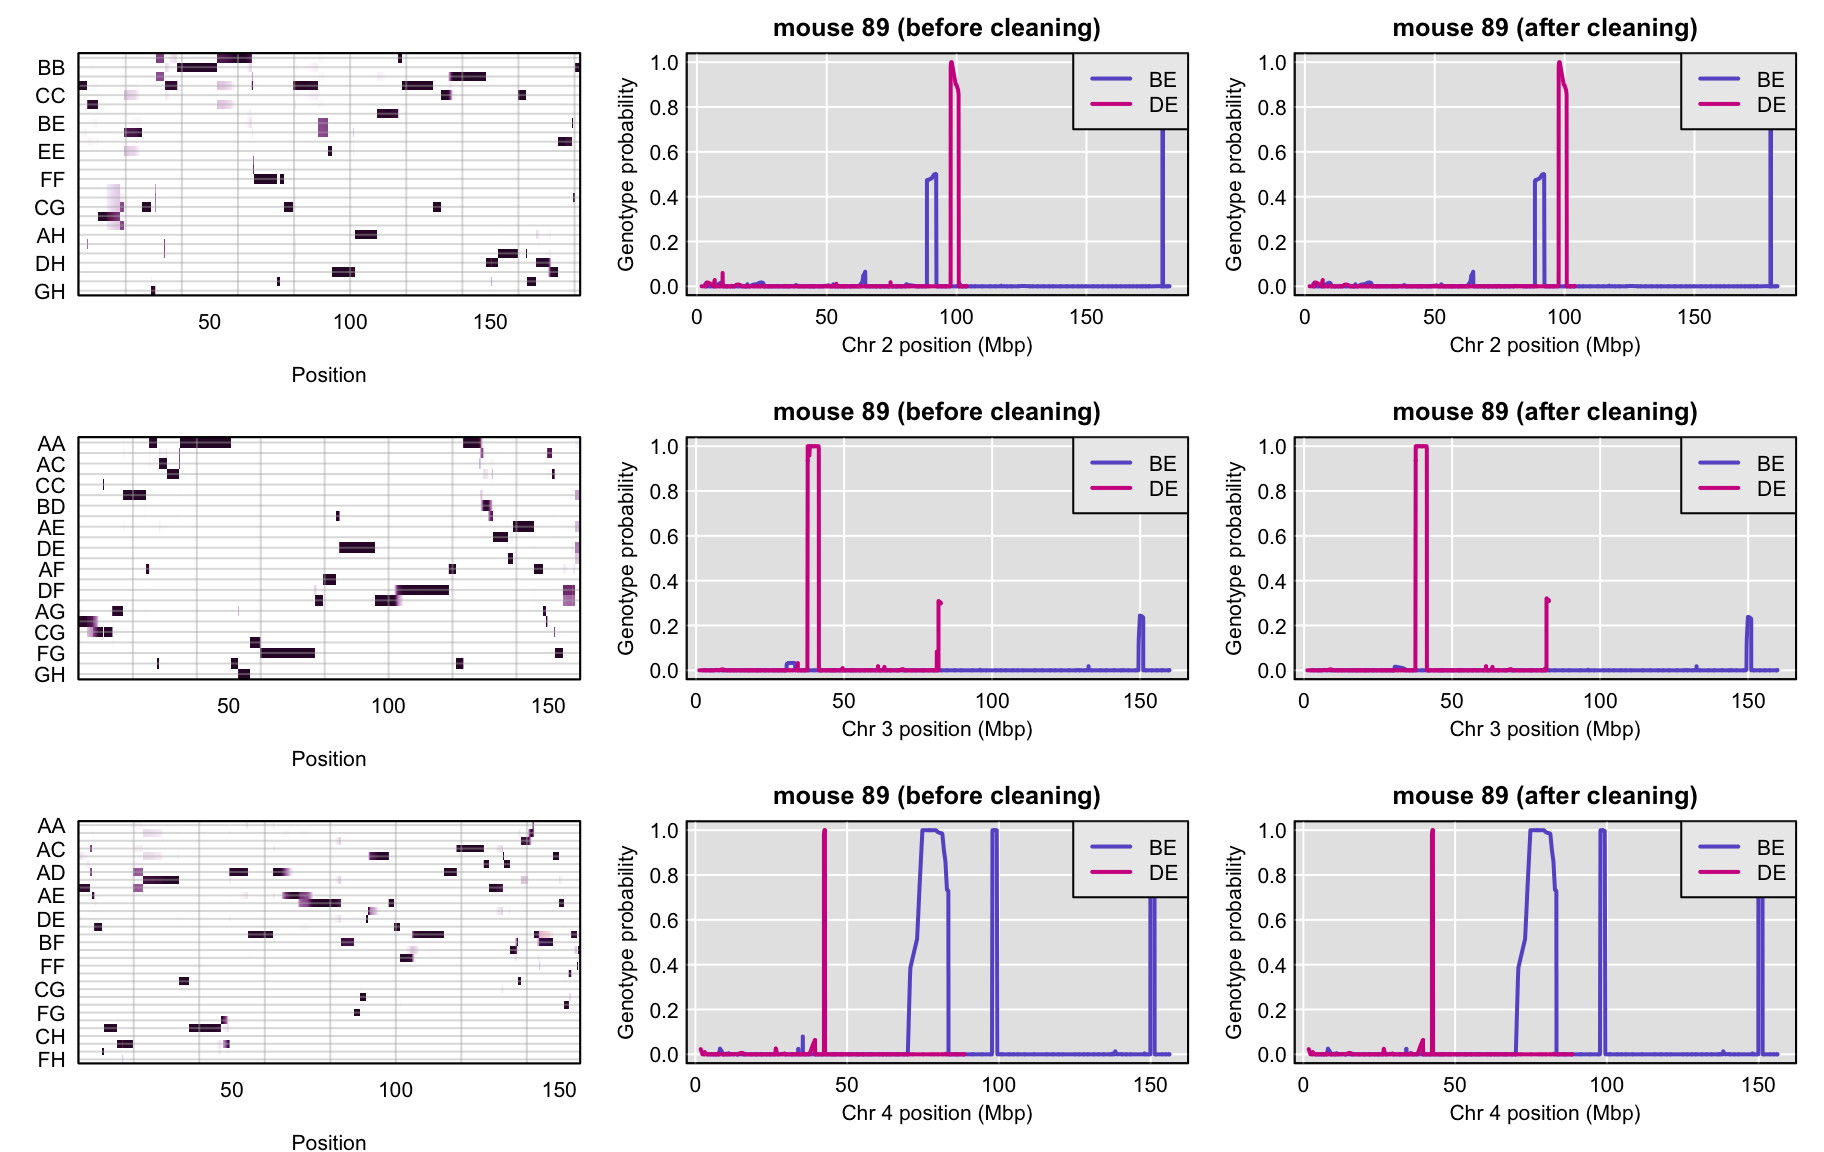 mouse 89 (before cleaning)
mouse 89 (after cleaning)
BB
CC
BE
EE
FF
CG
AH
DH
GH
50 100 150
Position
Genotype probability
1.0
0.8
0.6
0.4
0.2
0.0
BE
DE
0 50 100 150
Chr 2 position (Mbp)
Genotype probability
1.0
0.8
0.6
0.4
0.2
0.0
BE
DE
0 50 100 150
Chr 2 position (Mbp)
mouse 89 (before cleaning)
mouse 89 (after cleaning)
AA
AC
CC
BD
AE
DE
AF
DF
AG
CG
FG
GH
50 100 150
Position
Genotype probability
1.0
0.8
0.6
0.4
0.2
0.0
BE
DE
0 50 100 150
Chr 3 position (Mbp)
Genotype probability
1.0
0.8
0.6
0.4
0.2
0.0
BE
DE
0 50 100 150
Chr 3 position (Mbp)
mouse 89 (before cleaning)
mouse 89 (after cleaning)
AA
AC
AD
AE
DE
BF
FF
CG
FG
CH
FH
50 100 150
Position
Genotype probability
1.0
0.8
0.6
0.4
0.2
0.0
BE
DE
0 50 100 150
Chr 4 position (Mbp)
Genotype probability
1.0
0.8
0.6
0.4
0.2
0.0
BE
DE
0 50 100 150
Chr 4 position (Mbp)